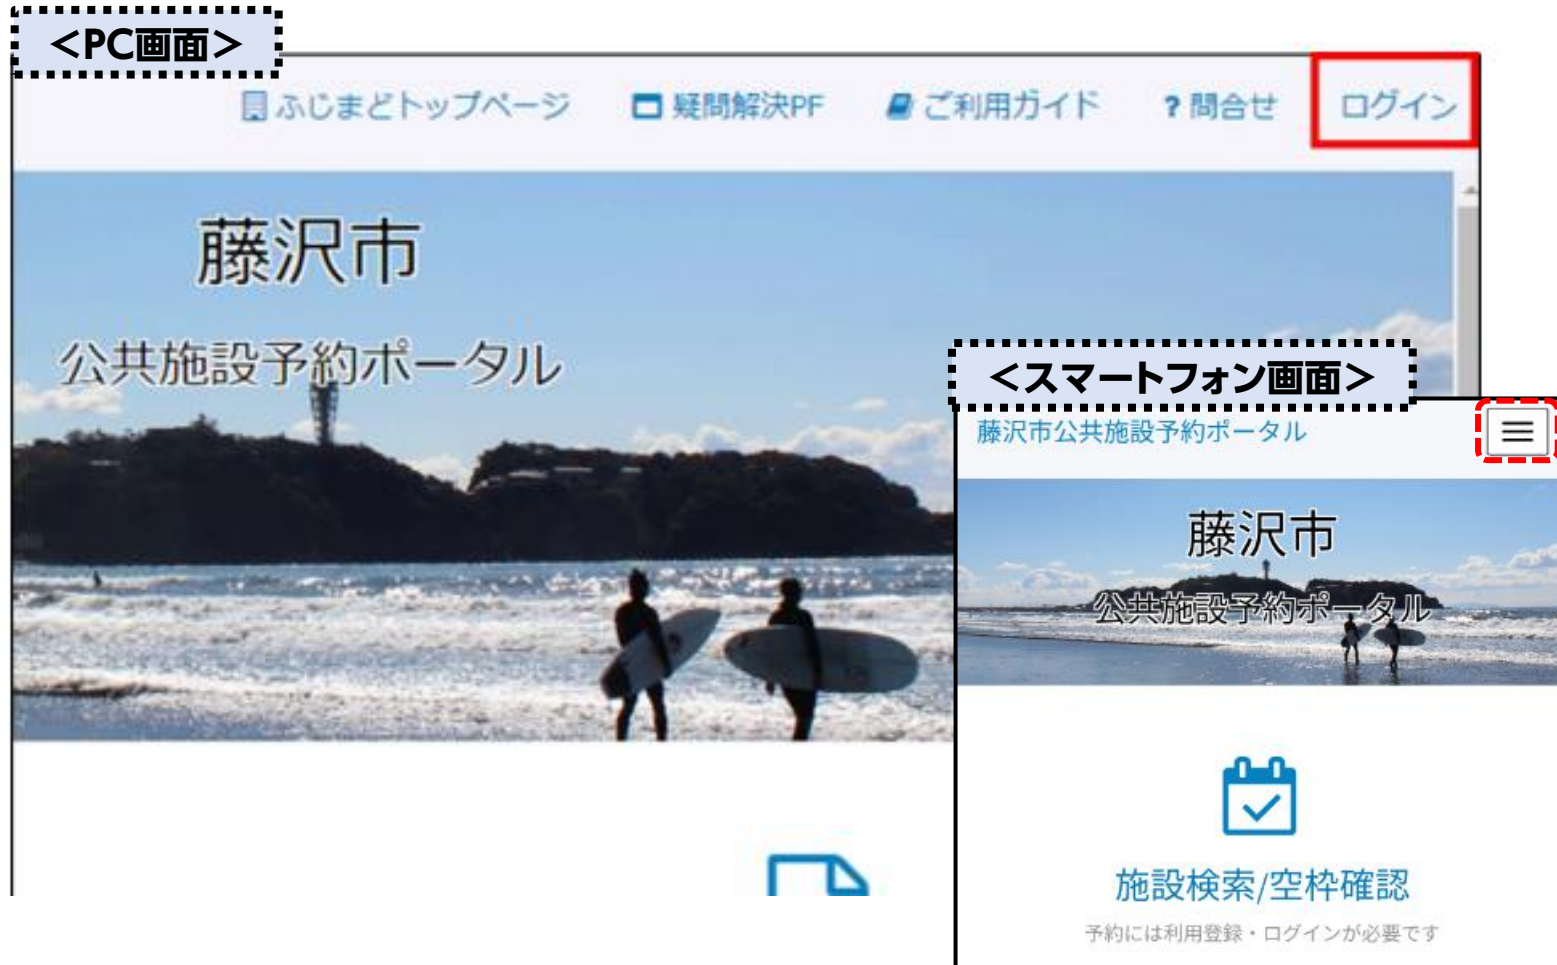 ＜PC画面＞
ふじまどトップページ 疑問解決PF ご利用ガイド ? 問合せ ログイン
藤沢市
公共施設予約ポータル
＜スマートフォン画面＞
藤沢市公共施設予約ポータル
藤沢市
公共施設予約ポータル
施設検索/空枠確認
予約には利用登録・ログインが必要です